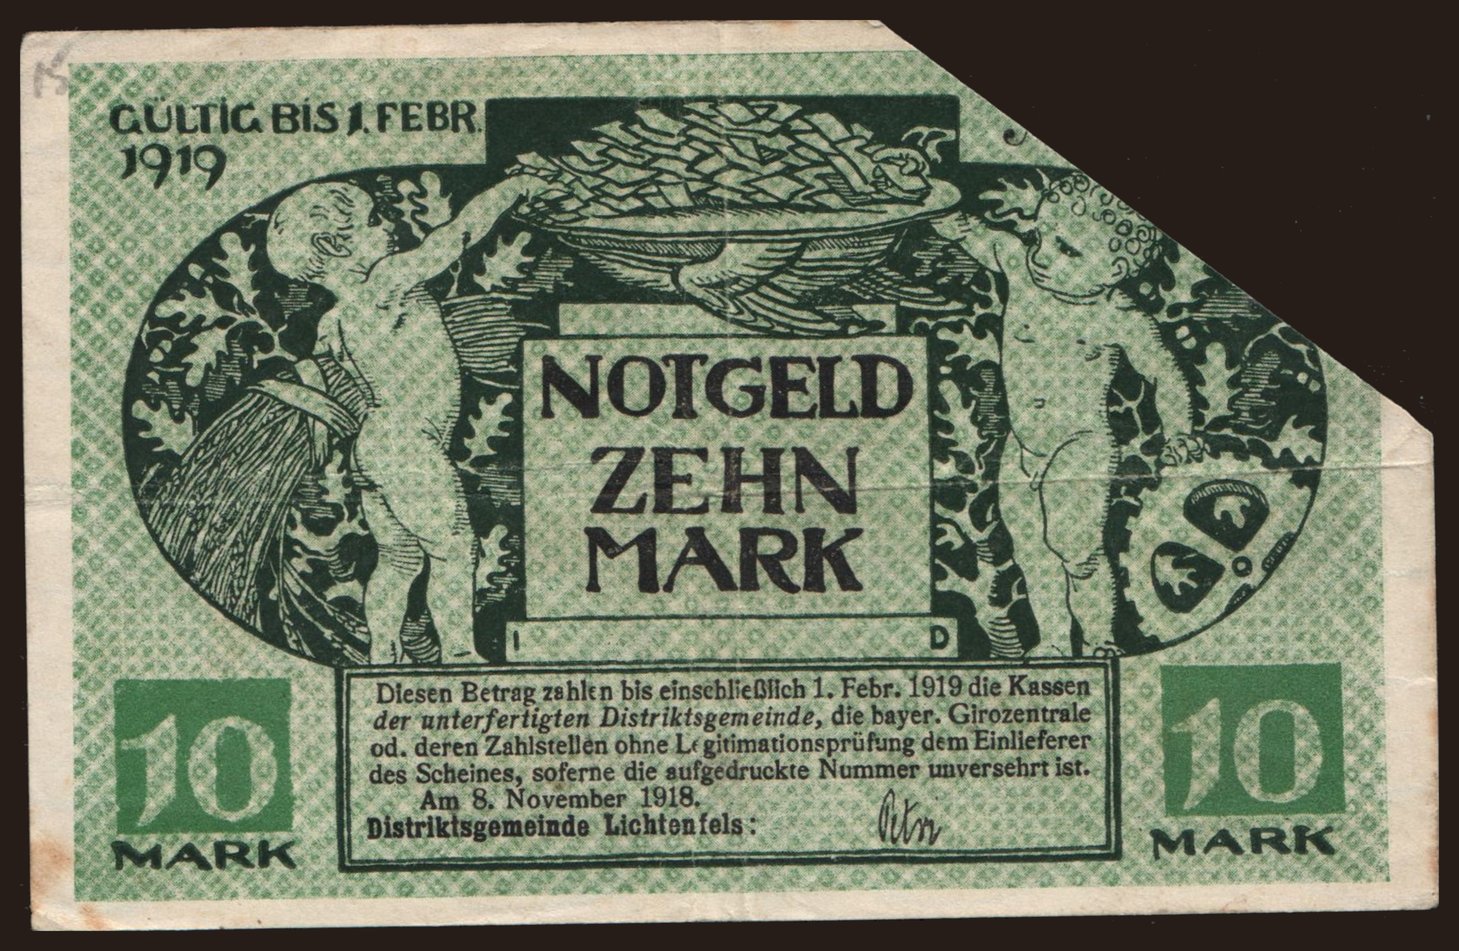 GÜLTIG BIS 1. FEBR.
1919
NOTGELD
ZEHN
MARK
I D
Diesen Betrag zahlen bis einschließlich 1. Febr. 1919 die Kassen
der unterfertigten Distriktsgemeinde, die bayer. Girozentrale
od. deren Zahlstellen ohne Legitimationsprüfung dem Einlieferer
des Scheines, soferne die aufgedruckte Nummer unversehrt ist.
Am 8. November 1918.
Distriktsgemeinde Lichtenfels:
10
MARK
10
MARK